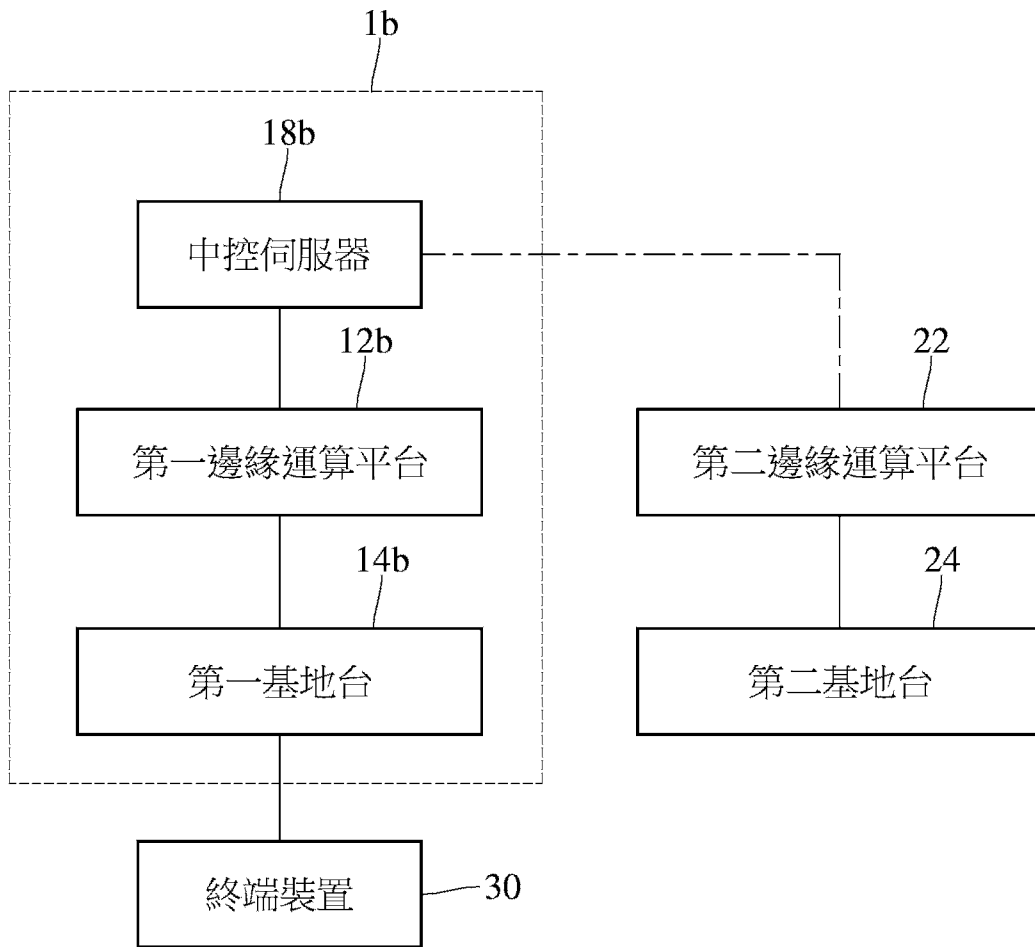 1b
18b
中控伺服器
12b
22
第一邊緣運算平台
第二邊緣運算平台
14b
24
第一基地台
第二基地台
終端裝置
30